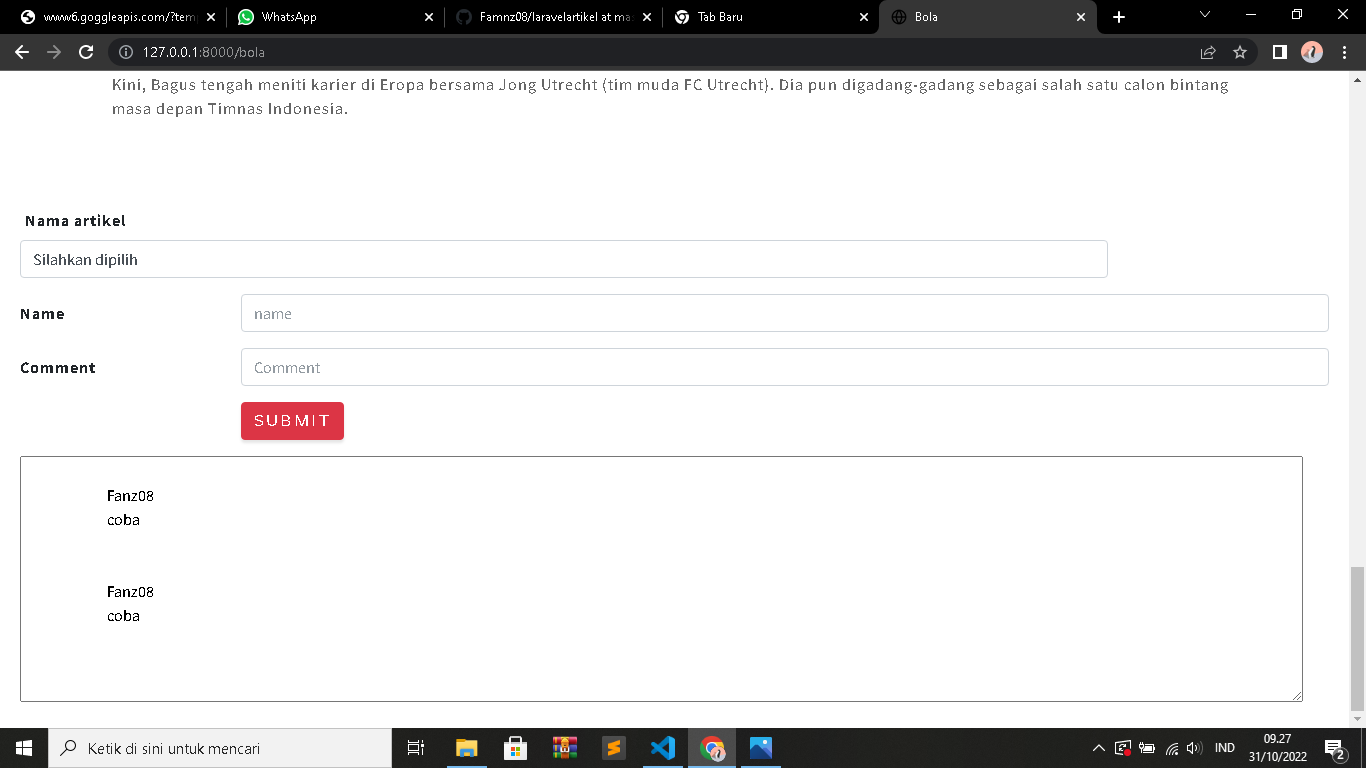 www6.goggleapis.com/?tem
WhatsApp
Famnz08/laravelartikel at ma
Tab Baru
Bola
127.0.0.1:8000/bola
Kini, Bagus tengah meniti karier di Eropa bersama Jong Utrecht (tim muda FC Utrecht). Dia pun digadang-gadang sebagai salah satu calon bintang
masa depan Timnas Indonesia.
Nama artikel
Silahkan dipilih
Name
name
Comment
Comment
SUBMIT
Fanz08
coba
Fanz08
coba
Ketik di sini untuk mencari
IND
09.27
31/10/2022
2